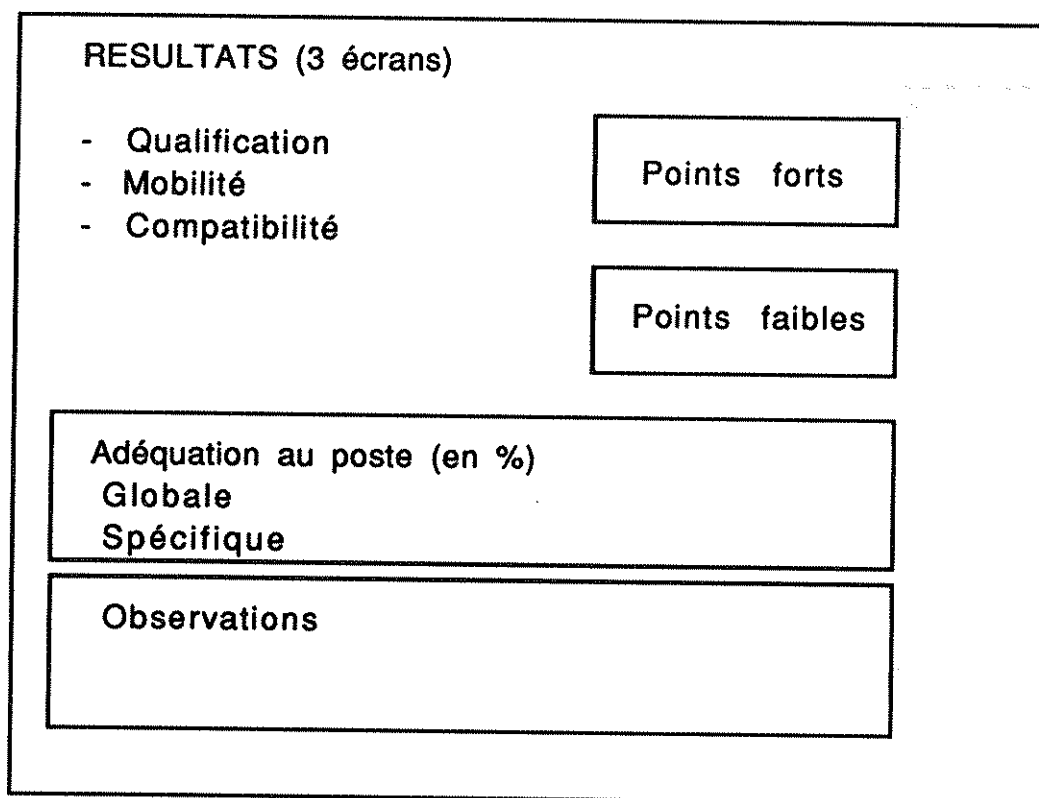 RESULTATS (3 écrans)
- Qualification
- Mobilité
- Compatibilité
Points forts
Points faibles
Adéquation au poste (en %)
Globale
Spécifique
Observations